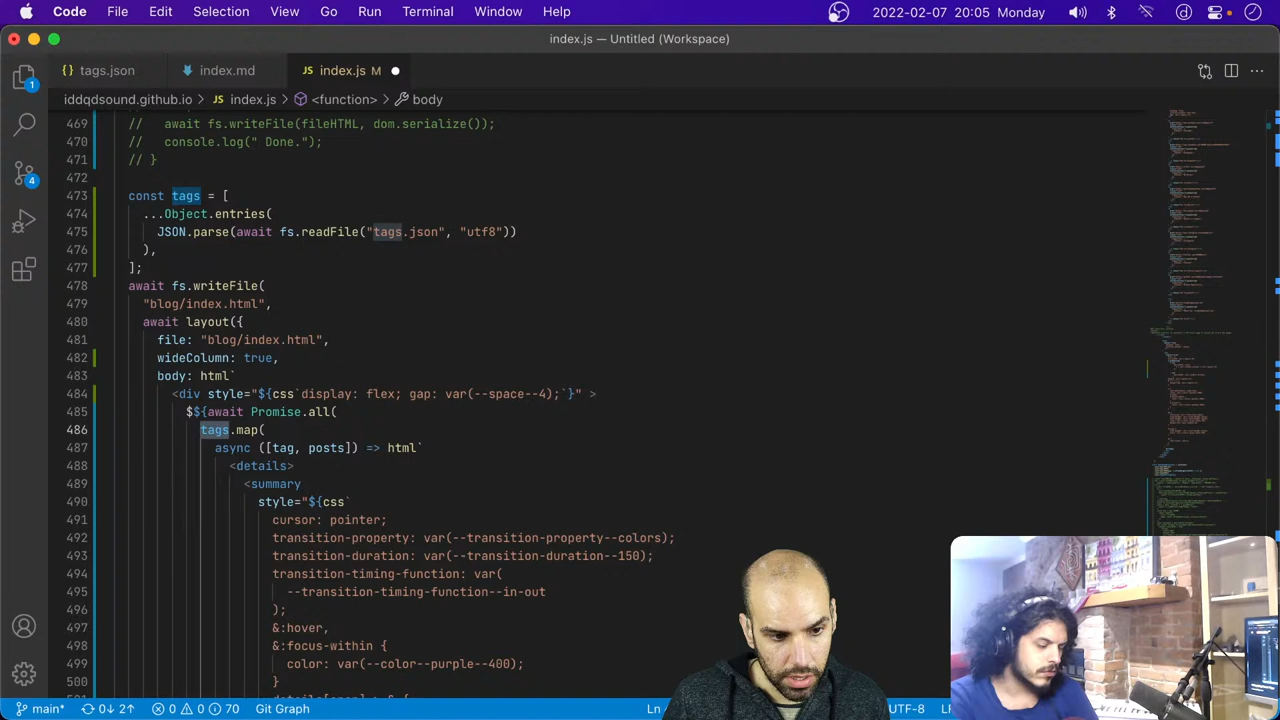 Code File Edit Selection View Go Run Terminal Window Help 2022-02-07 20:05 Monday
index.js — Untitled (Workspace)
{} tags.json index.md JS index.js M
iddqdsound.github.io > JS index.js > <function> > body
469 //   await fs.writeFile(fileHTML, dom.serialize());
470 //   console.log(" Done.");
471 // }
472
473 const tags = [
474 ...Object.entries(
475 JSON.parse(await fs.readFile("tags.json", "utf8"))
476 ),
477 ];
478 await fs.writeFile(
479 "blog/index.html",
480 await layout({
481 file: "blog/index.html",
482 wideColumn: true,
483 body: html`
484 <div style="${css`display: flex; gap: var(--space--4);`}" >
485 $${await Promise.all(
486 tags.map(
487 async ([tag, posts]) => html`
488 <details>
489 <summary
490 style="${css`
491 cursor: pointer;
492 transition-property: var(--transition-property--colors);
493 transition-duration: var(--transition-duration--150);
494 transition-timing-function: var(
495 --transition-timing-function--in-out
496 );
497 &:hover,
498 &:focus-within {
499 color: var(--color--purple--400);
500 }
1
4
main* 0↓ 2↑ 0 0 70 Git Graph Ln UTF-8